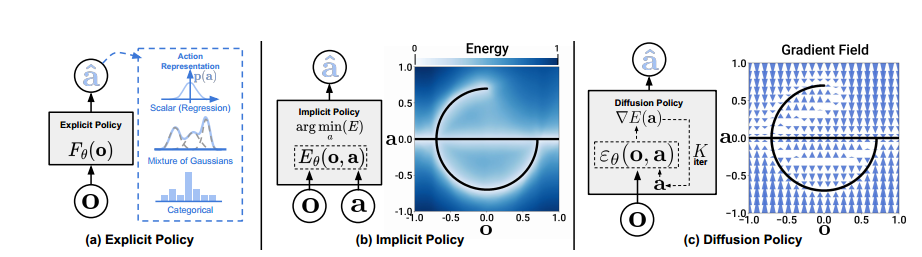 â
Action
Representation
p(a)
Scalar (Regression)
Mixture of Gaussians
Categorical
Explicit Policy
F_θ(o)
o
(a) Explicit Policy
â
Implicit Policy
arg min(E)
a
E_θ(o, a)
o a
Energy
0 1
a
1.0
0.5
0.0
-0.5
-1.0
-1.0 -0.5 0.0 0.5 1.0
o
(b) Implicit Policy
â
Diffusion Policy
∇E(a)
ε_θ(o, a)
a
K
iter
o
Gradient Field
a
1.0
0.5
0.0
-0.5
-1.0
-1.0 -0.5 0.0 0.5 1.0
o
(c) Diffusion Policy